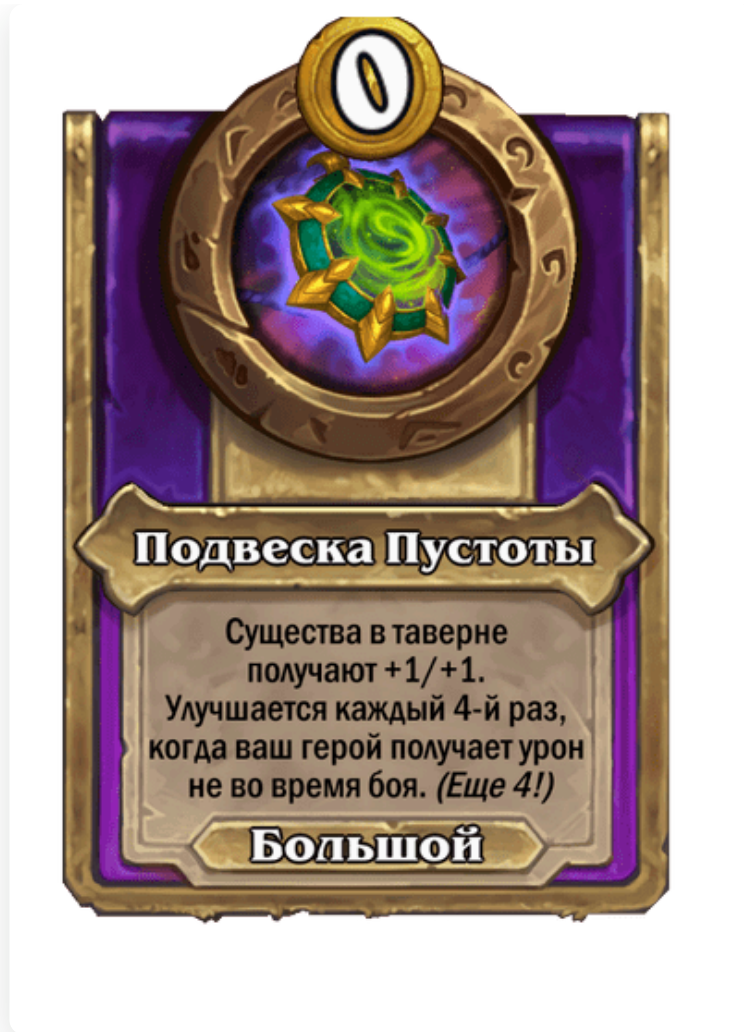 0
Подвеска Пустоты
Существа в таверне
получают +1/+1.
Улучшается каждый 4-й раз,
когда ваш герой получает урон
не во время боя. (Еще 4!)
Большой